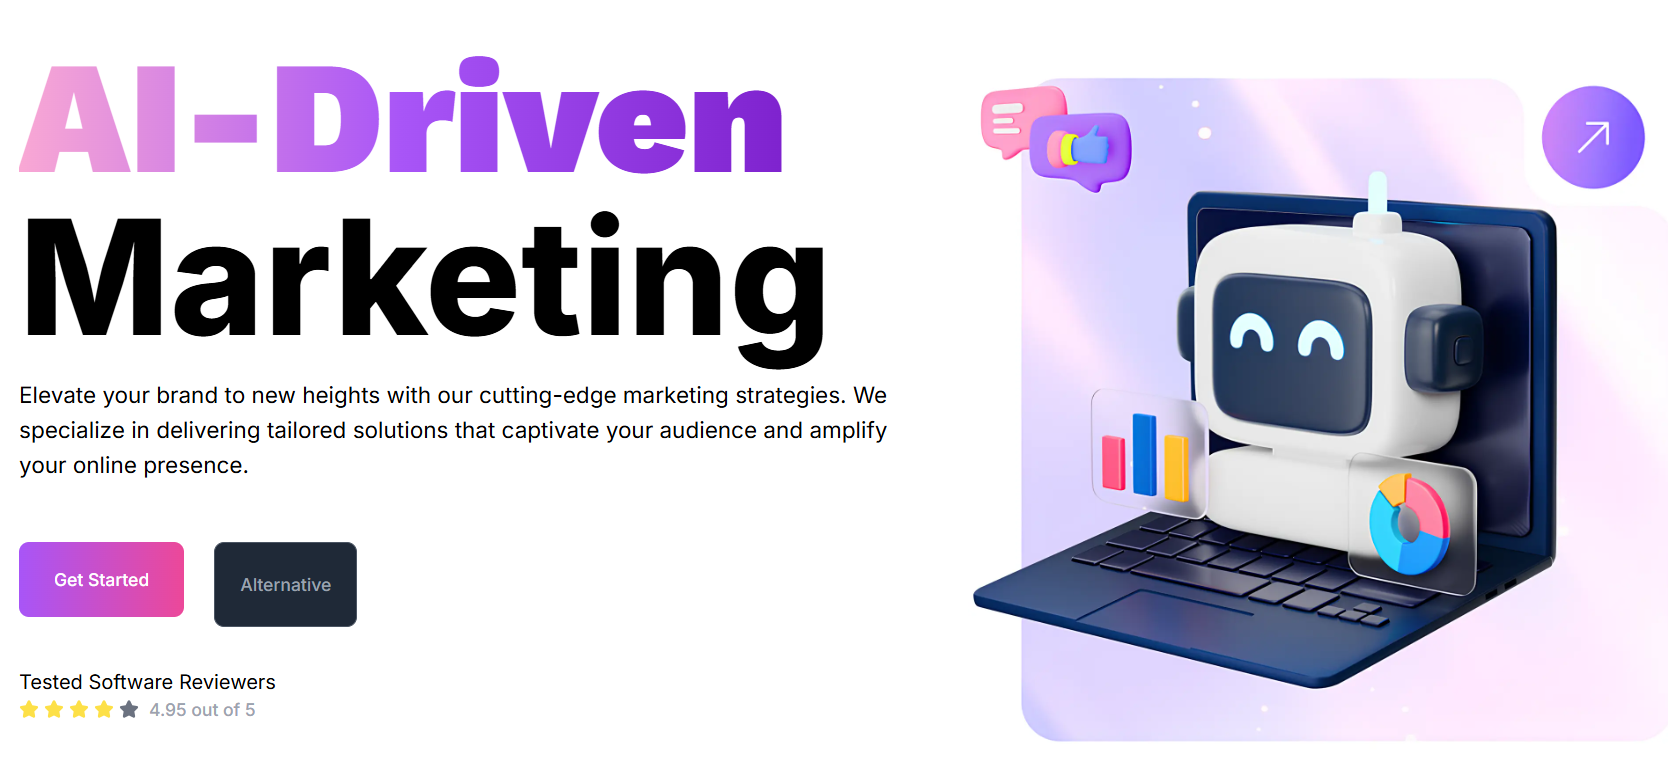 AI-Driven
Marketing
Elevate your brand to new heights with our cutting-edge marketing strategies. We
specialize in delivering tailored solutions that captivate your audience and amplify
your online presence.
Get Started
Alternative
Tested Software Reviewers
4.95 out of 5